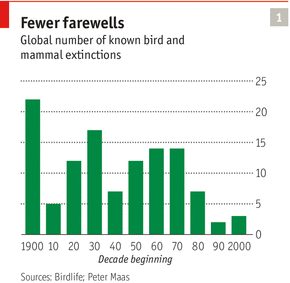 1
Fewer farewells
Global number of known bird and
mammal extinctions
25
20
15
10
5
0
1900 10 20 30 40 50 60 70 80 90 2000
Decade beginning
Sources: Birdlife; Peter Maas